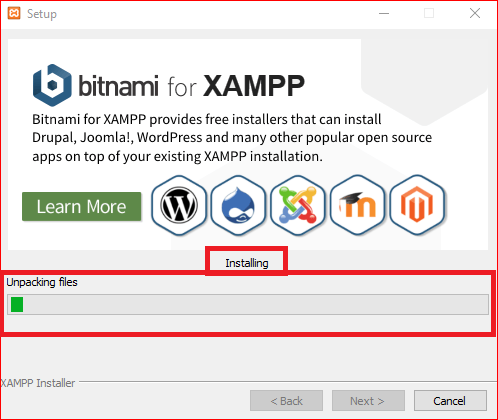 Setup
bitnami for XAMPP
Bitnami for XAMPP provides free installers that can install
Drupal, Joomla!, WordPress and many other popular open source
apps on top of your existing XAMPP installation.
Learn More
Installing
Unpacking files
XAMPP Installer
< Back
Next >
Cancel